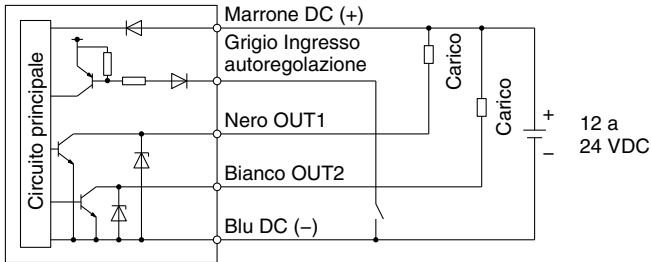 Marrone DC (+)
Grigio Ingresso
autoregolazione
Circuito principale
Carico
Carico
Nero OUT1
+
12 a
24 VDC
−
Bianco OUT2
Blu DC (−)